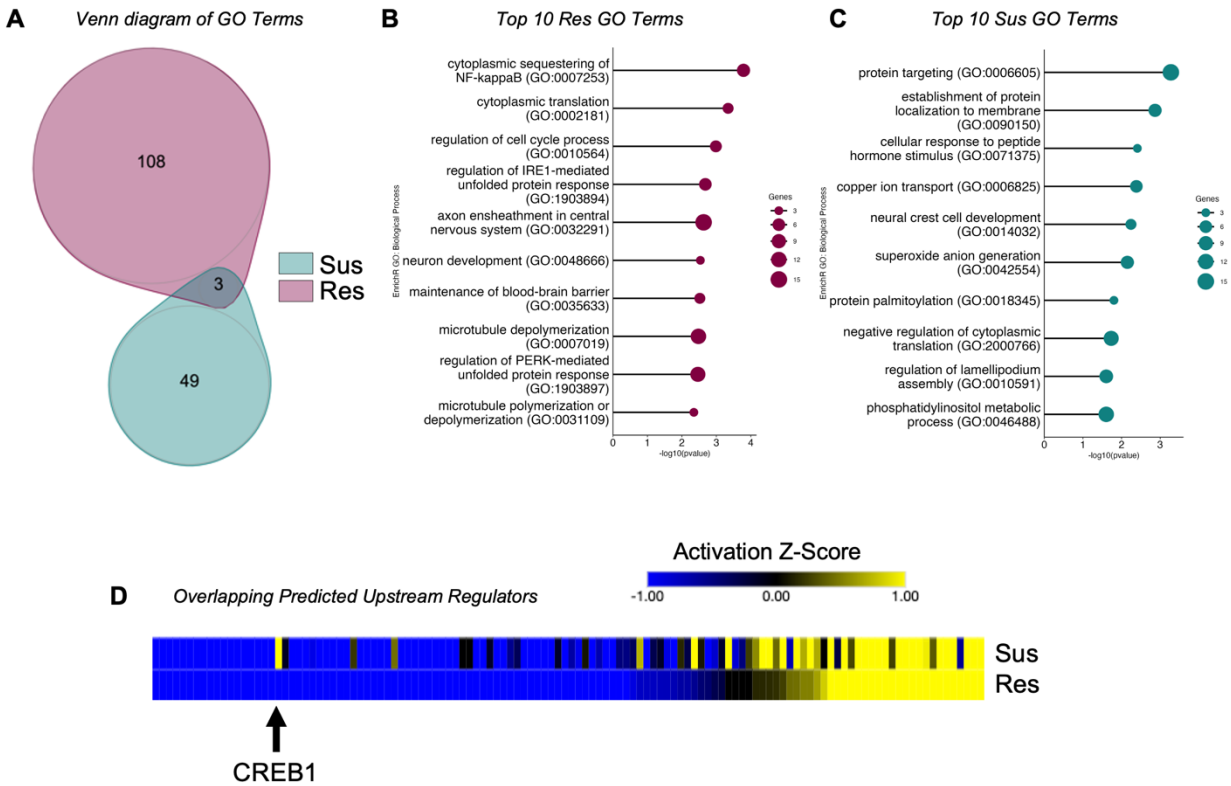 A
Venn diagram of GO Terms
108
3
49
Sus
Res
B
Top 10 Res GO Terms
EnrichR GO: Biological Process
cytoplasmic sequestering of
NF-kappaB (GO:0007253)
cytoplasmic translation
(GO:0002181)
regulation of cell cycle process
(GO:0010564)
regulation of IRE1-mediated
unfolded protein response
(GO:1903894)
axon ensheathment in central
nervous system (GO:0032291)
neuron development (GO:0048666)
maintenance of blood-brain barrier
(GO:0035633)
microtubule depolymerization
(GO:0007019)
regulation of PERK-mediated
unfolded protein response
(GO:1903897)
microtubule polymerization or
depolymerization (GO:0031109)
0 1 2 3 4
-log10(pvalue)
Genes
3
6
9
12
15
C
Top 10 Sus GO Terms
EnrichR GO: Biological Process
protein targeting (GO:0006605)
establishment of protein
localization to membrane
(GO:0090150)
cellular response to peptide
hormone stimulus (GO:0071375)
copper ion transport (GO:0006825)
neural crest cell development
(GO:0014032)
superoxide anion generation
(GO:0042554)
protein palmitoylation (GO:0018345)
negative regulation of cytoplasmic
translation (GO:2000766)
regulation of lamellipodium
assembly (GO:0010591)
phosphatidylinositol metabolic
process (GO:0046488)
0 1 2 3
-log10(pvalue)
Genes
3
6
9
12
15
D
Overlapping Predicted Upstream Regulators
Activation Z-Score
-1.00 0.00 1.00
Sus
Res
CREB1